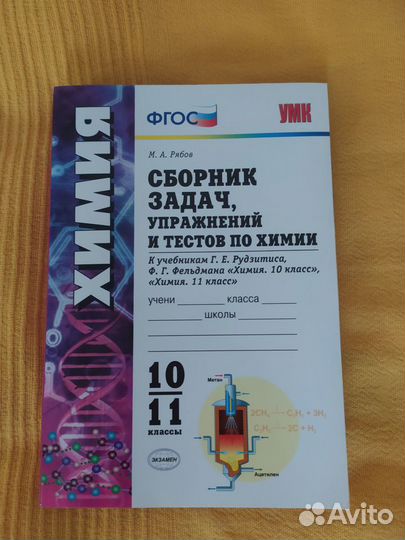 ХИМИЯ
ФГОС
УМК
М. А. Рябов
СБОРНИК
ЗАДАЧ,
УПРАЖНЕНИЙ
И ТЕСТОВ ПО ХИМИИ
К учебникам Г. Е. Рудзитиса,
Ф. Г. Фельдмана «Химия. 10 класс»,
«Химия. 11 класс»
учени класса
школы
10
11
классы
Метан
2CH₄ → C₂H₂ + 3H₂
C₂H₂ → 2C + H₂
Ацетилен
ЭКЗАМЕН
Avito